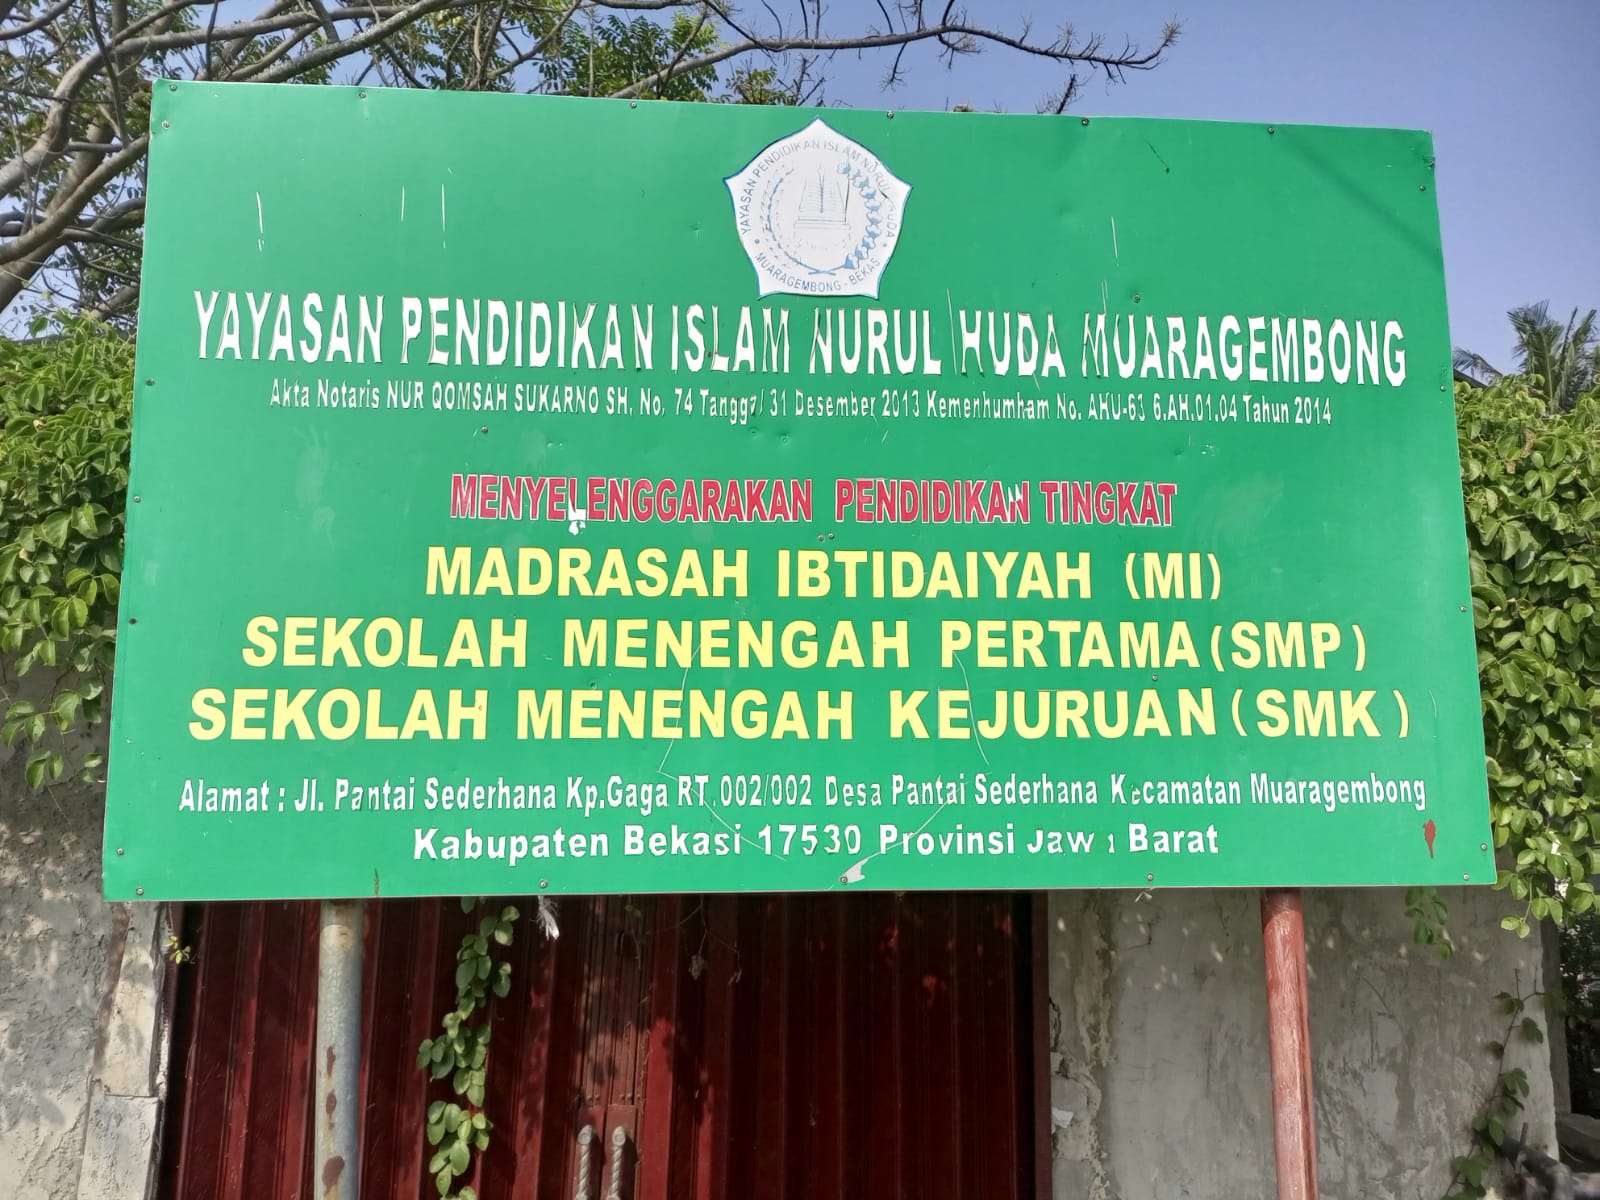 YAYASAN PENDIDIKAN ISLAM NURUL HUDA
MUARAGEMBONG - BEKAS
YAYASAN PENDIDIKAN ISLAM NURUL HUDA MUARAGEMBONG
Akta Notaris NUR QOMSAH SUKARNO SH, No. 74 Tanggal 31 Desember 2013 Kemenhumham No. AHU-63 6.AH.01.04 Tahun 2014
MENYELENGGARAKAN PENDIDIKAN TINGKAT
MADRASAH IBTIDAIYAH (MI)
SEKOLAH MENENGAH PERTAMA (SMP)
SEKOLAH MENENGAH KEJURUAN (SMK)
Alamat : Jl. Pantai Sederhana Kp.Gaga RT.002/002 Desa Pantai Sederhana Kecamatan Muaragembong
Kabupaten Bekasi 17530 Provinsi Jawa Barat